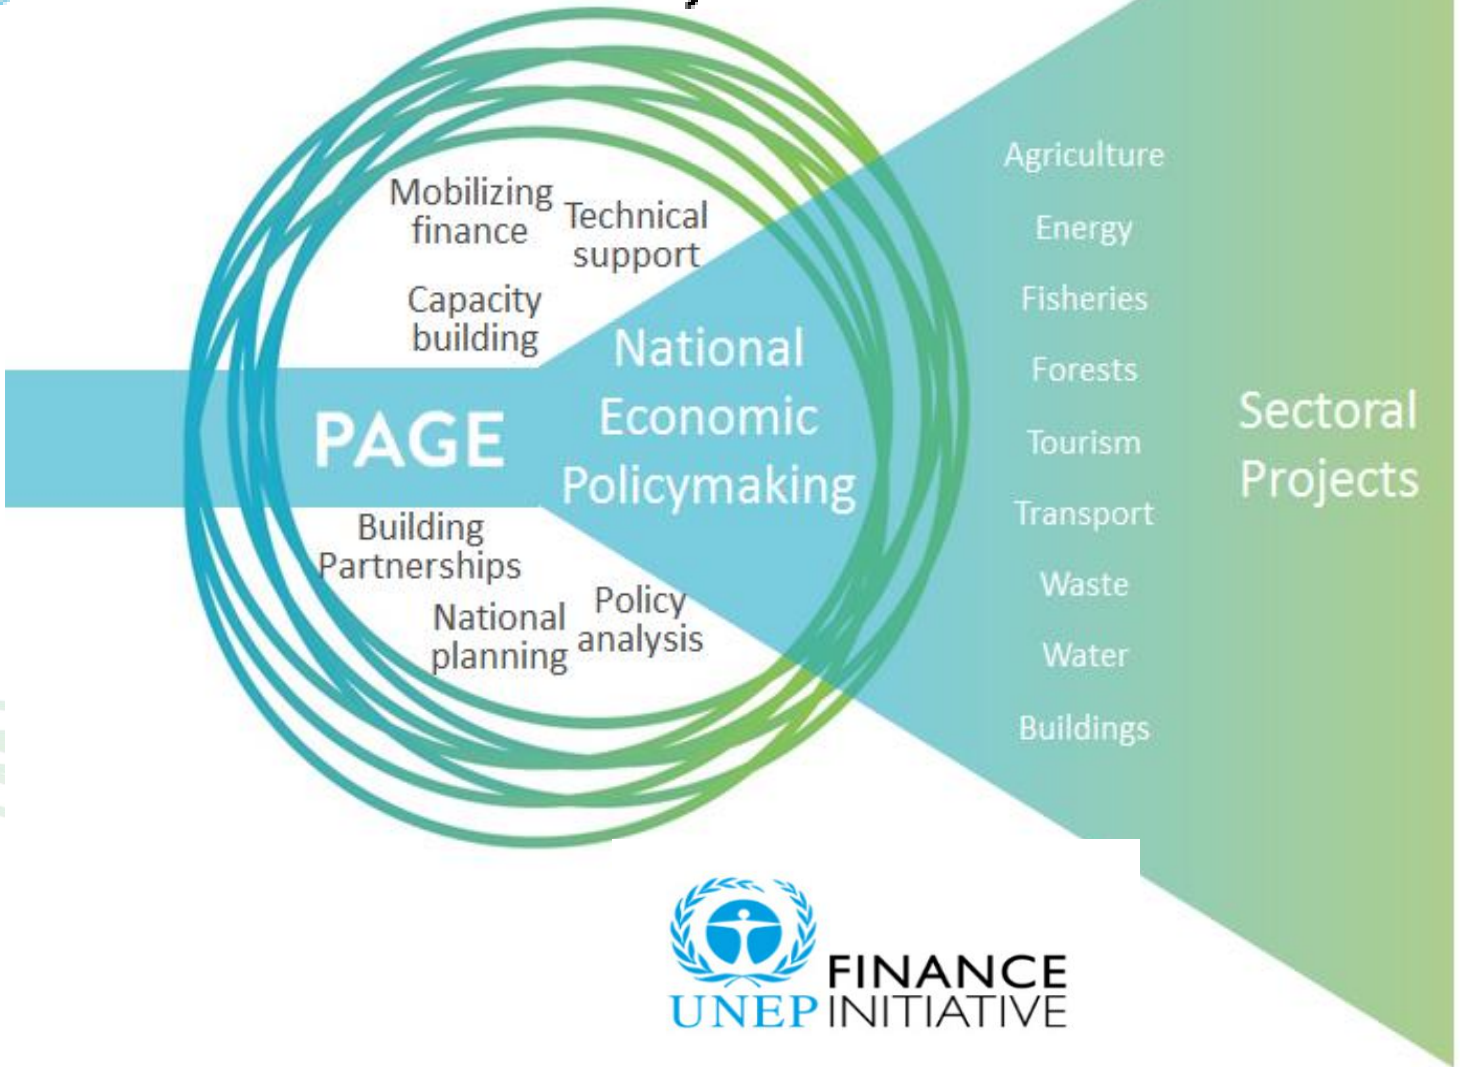 Mobilizing
finance
Technical
support
Capacity
building
PAGE
National
Economic
Policymaking
Building
Partnerships
National
planning
Policy
analysis
Agriculture
Energy
Fisheries
Forests
Tourism
Transport
Waste
Water
Buildings
Sectoral
Projects
FINANCE
UNEP INITIATIVE